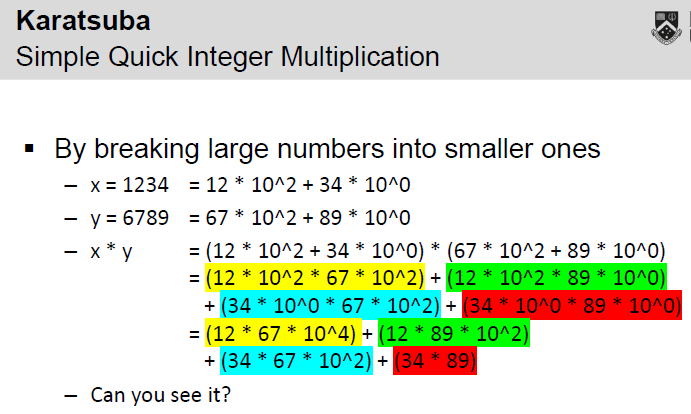 Karatsuba
Simple Quick Integer Multiplication
▪ By breaking large numbers into smaller ones
– x = 1234 = 12 * 10^2 + 34 * 10^0
– y = 6789 = 67 * 10^2 + 89 * 10^0
– x * y = (12 * 10^2 + 34 * 10^0) * (67 * 10^2 + 89 * 10^0)
= (12 * 10^2 * 67 * 10^2) + (12 * 10^2 * 89 * 10^0)
+ (34 * 10^0 * 67 * 10^2) + (34 * 10^0 * 89 * 10^0)
= (12 * 67 * 10^4) + (12 * 89 * 10^2)
+ (34 * 67 * 10^2) + (34 * 89)
– Can you see it?